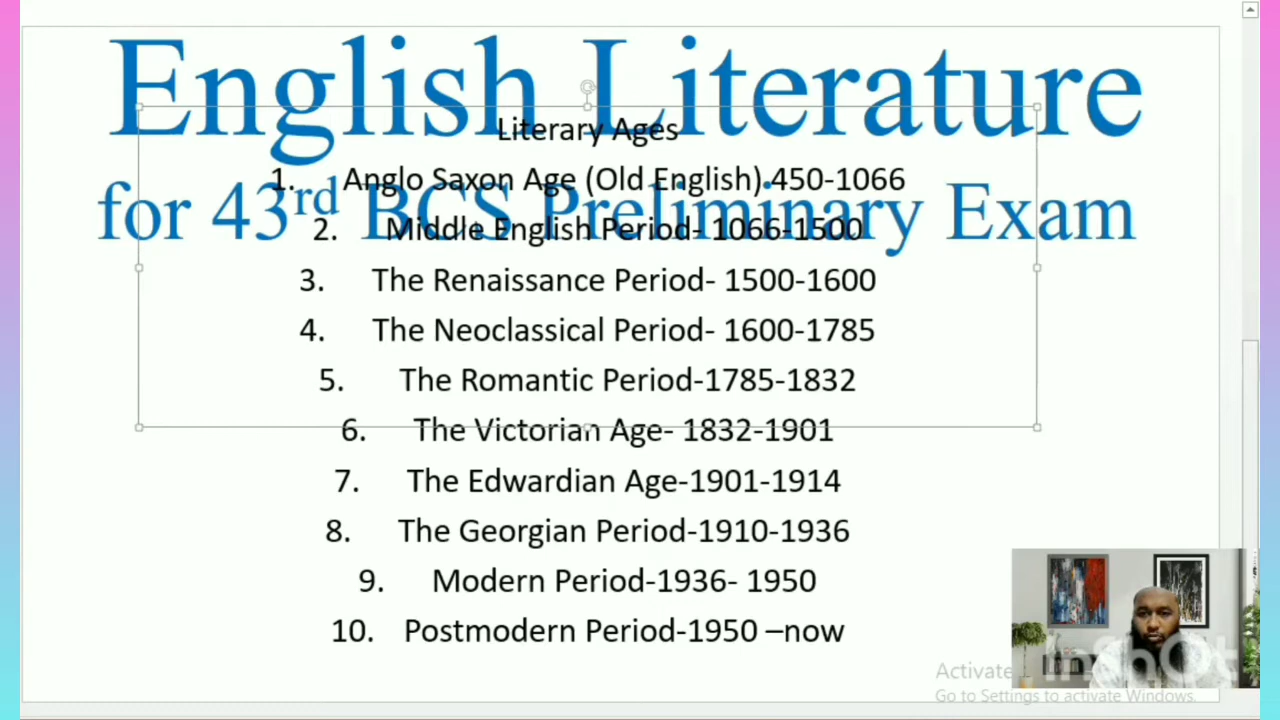 English Literature
Literary Ages
1. Anglo Saxon Age (Old English).450-1066
for 43rd BCS Preliminary Exam
2. Middle English Period- 1066-1500
3. The Renaissance Period- 1500-1600
4. The Neoclassical Period- 1600-1785
5. The Romantic Period-1785-1832
6. The Victorian Age- 1832-1901
7. The Edwardian Age-1901-1914
8. The Georgian Period-1910-1936
9. Modern Period-1936- 1950
10. Postmodern Period-1950 –now
InShOt
Activate
Go to Settings to activate Windows.